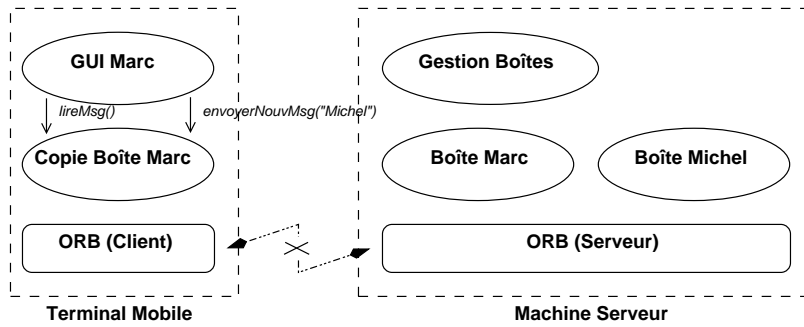 GUI Marc
Gestion Boîtes
lireMsg()
envoyerNouvMsg("Michel")
Copie Boîte Marc
Boîte Marc
Boîte Michel
ORB (Client)
ORB (Serveur)
Terminal Mobile
Machine Serveur